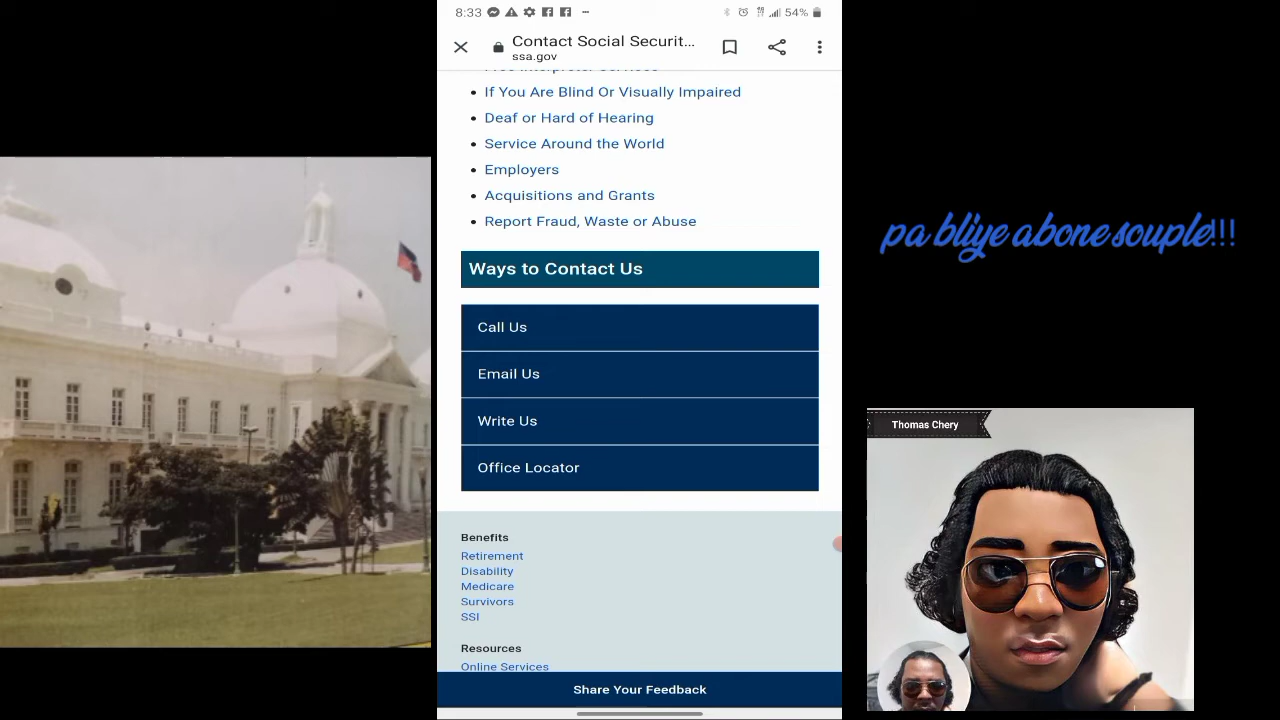 8:33
54%
Contact Social Securit...
ssa.gov
If You Are Blind Or Visually Impaired
Deaf or Hard of Hearing
Service Around the World
Employers
Acquisitions and Grants
Report Fraud, Waste or Abuse
Ways to Contact Us
Call Us
Email Us
Write Us
Office Locator
Benefits
Retirement
Disability
Medicare
Survivors
SSI
Resources
Online Services
Share Your Feedback
pa bliye abone souple!!!
Thomas Chery